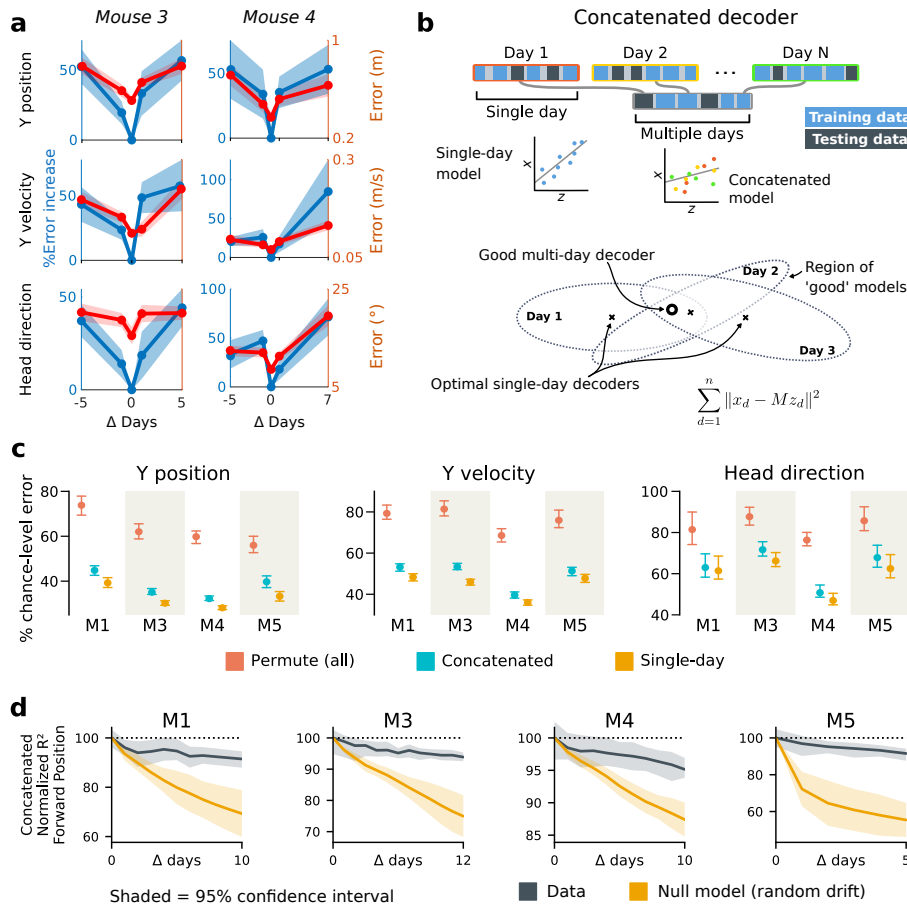 a
Mouse 3
Mouse 4
Y position
50
0
50
0
1
Error (m)
0.2
Y velocity
%Error increase
100
50
0
100
50
0
0.3
Error (m/s)
0.05
Head direction
50
0
-5
0
5
Δ Days
100
50
0
-5
0
7
Δ Days
25
Error (°)
5
b
Concatenated decoder
Day 1
Day 2
...
Day N
Single day
Multiple days
Training data
Testing data
Single-day
model
x
z
x
z
Concatenated
model
Good multi-day decoder
Day 1
Day 2
Day 3
Region of
'good' models
Optimal single-day decoders
n
∑ ‖x_d − Mz_d‖²
d=1
c
% chance-level error
Y position
80
60
40
M1
M3
M4
M5
Y velocity
80
60
40
M1
M3
M4
M5
Head direction
100
80
60
40
M1
M3
M4
M5
Permute (all)
Concatenated
Single-day
d
Concatenated
Normalized R²
Forward Position
M1
100
80
60
0
10
Δ days
M3
100
90
80
70
0
12
Δ days
M4
100
95
90
85
0
10
Δ days
M5
100
80
60
0
5
Δ days
Shaded = 95% confidence interval
Data
Null model (random drift)